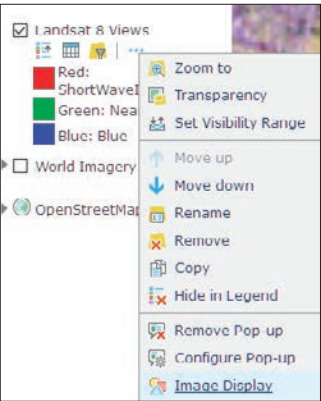 Landsat 8 Views
Red:
ShortWaveI
Green: Nea
Blue: Blue
World Imagery
OpenStreetMap
Zoom to
Transparency
Set Visibility Range
Move up
Move down
Rename
Remove
Copy
Hide in Legend
Remove Pop-up
Configure Pop-up
Image Display